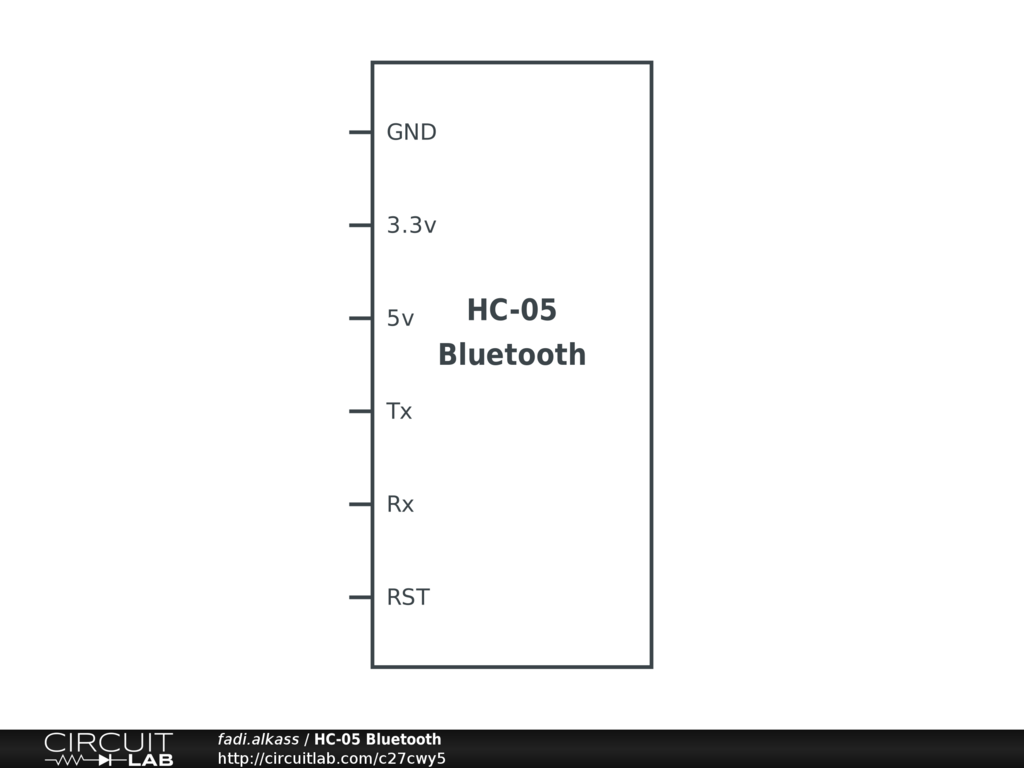 GND
3.3v
5v
HC-05
Bluetooth
Tx
Rx
RST
CIRCUIT
LAB
fadi.alkass / HC-05 Bluetooth
http://circuitlab.com/c27cwy5